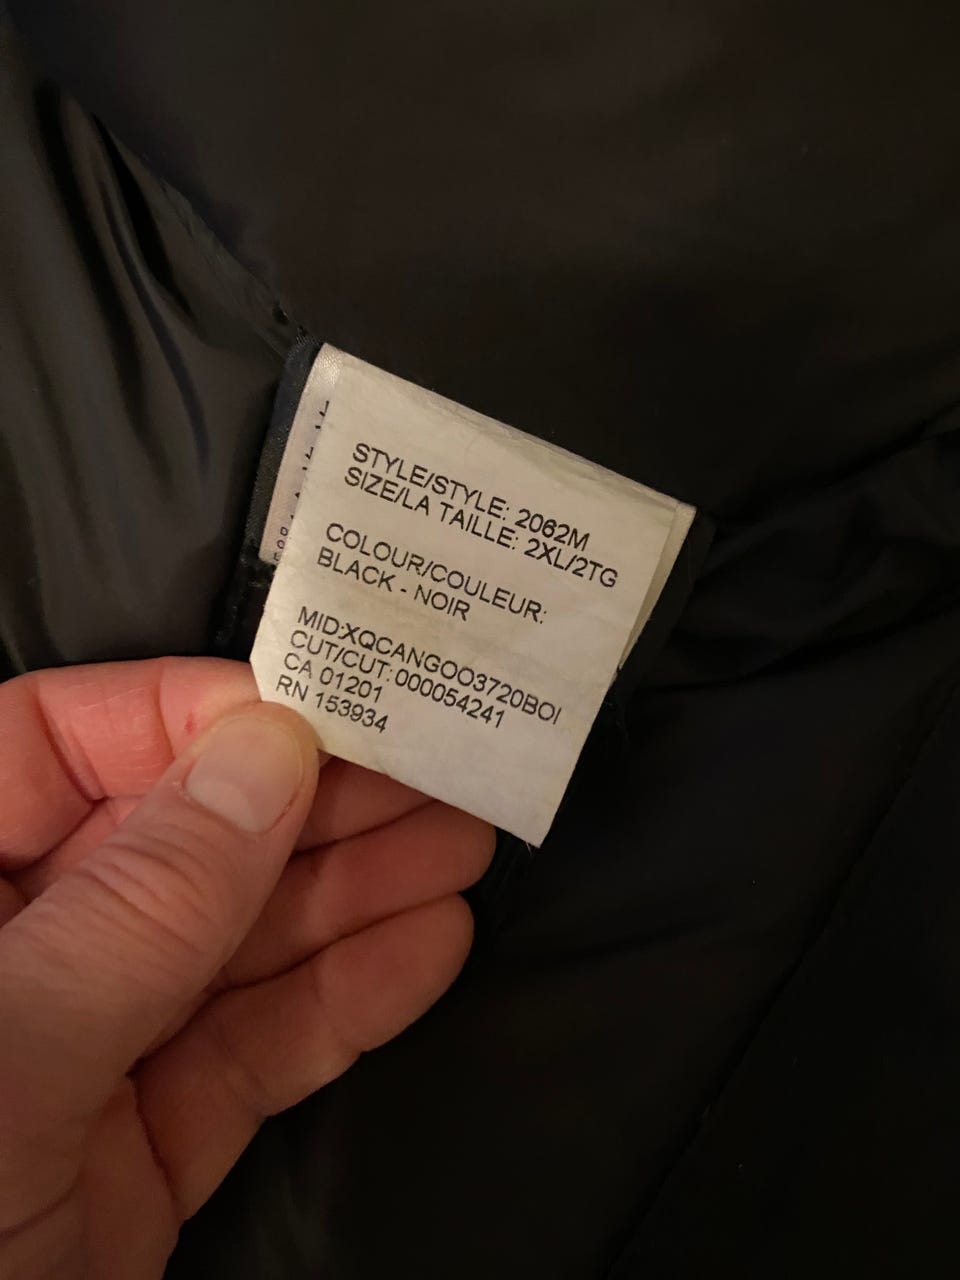 STYLE/STYLE: 2062M
SIZE/LA TAILLE: 2XL/2TG
COLOUR/COULEUR:
BLACK - NOIR
MID:XQCANGOO3720BOI
CUT/CUT: 000054241
CA 01201
RN 153934